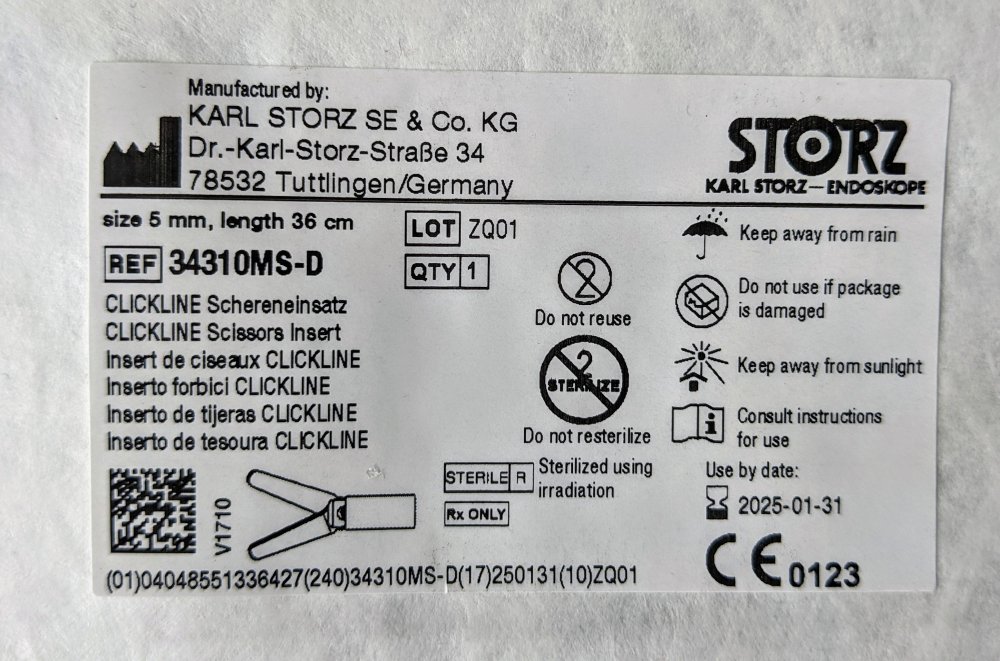 Manufactured by:
KARL STORZ SE & Co. KG
Dr.-Karl-Storz-Straße 34
78532 Tuttlingen/Germany
STORZ
KARL STORZ—ENDOSKOPE
size 5 mm, length 36 cm
REF 34310MS-D
LOT ZQ01
QTY 1
CLICKLINE Schereneinsatz
CLICKLINE Scissors Insert
Insert de ciseaux CLICKLINE
Inserto forbici CLICKLINE
Inserto de tijeras CLICKLINE
Inserto de tesoura CLICKLINE
2
Do not reuse
2
STERILIZE
Do not resterilize
Keep away from rain
Do not use if package
is damaged
Keep away from sunlight
i
Consult instructions
for use
V1710
STERILE R
Sterilized using
irradiation
Rx ONLY
Use by date:
2025-01-31
CE 0123
(01)04048551336427(240)34310MS-D(17)250131(10)ZQ01